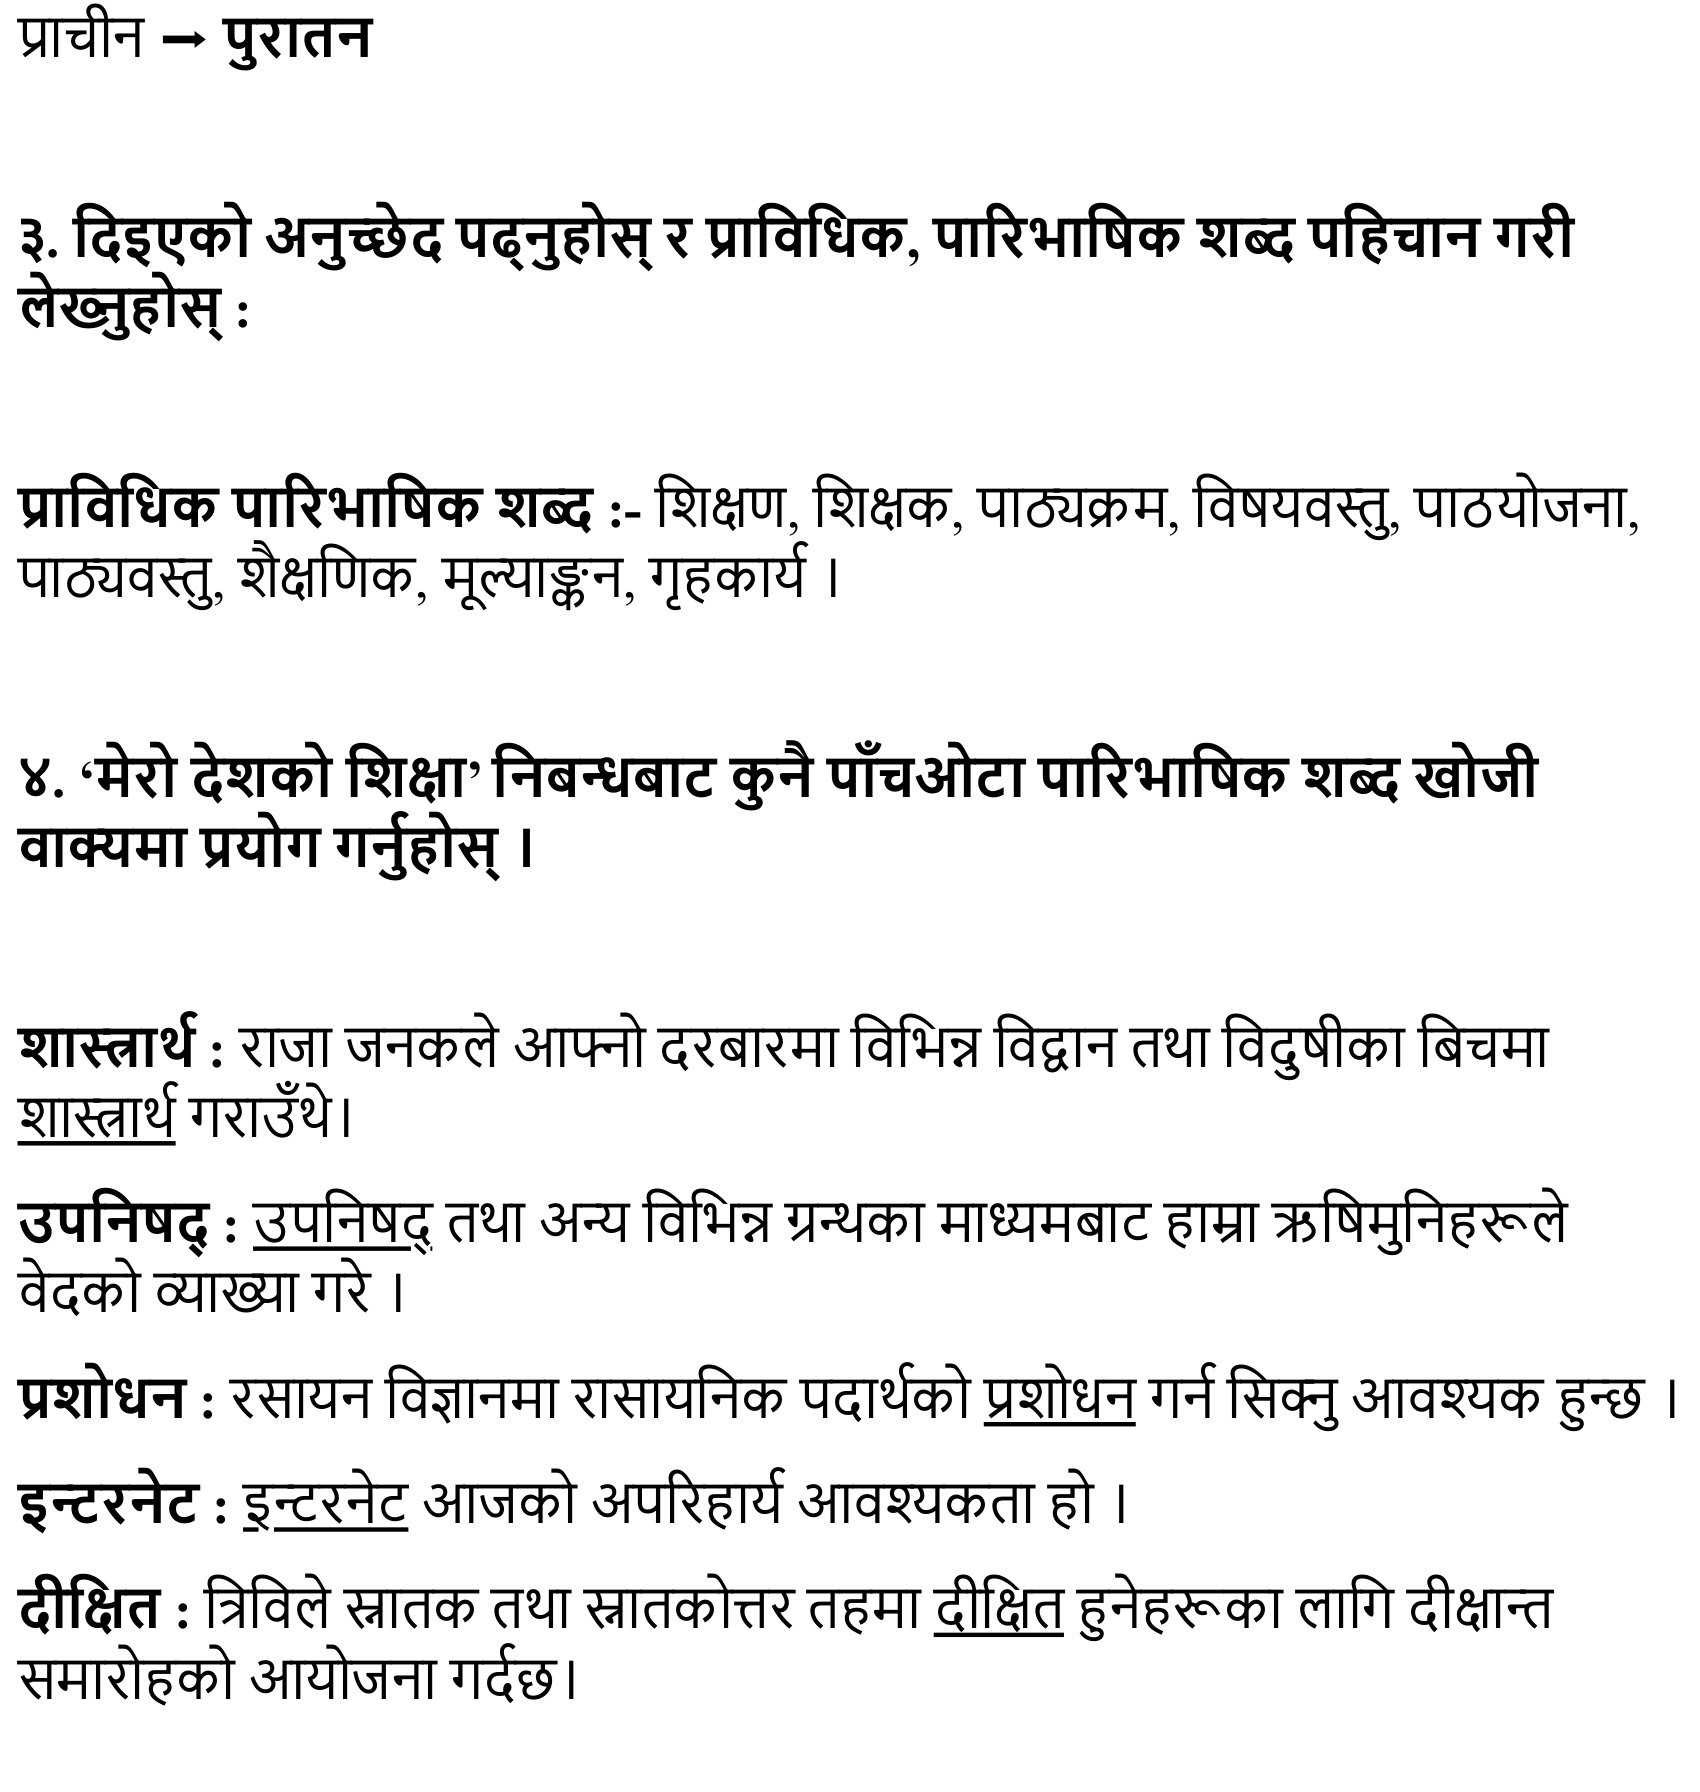 प्राचीन → पुरातन
३. दिइएको अनुच्छेद पढ्नुहोस् र प्राविधिक, पारिभाषिक शब्द पहिचान गरी
लेख्नुहोस् :
प्राविधिक पारिभाषिक शब्द :- शिक्षण, शिक्षक, पाठ्यक्रम, विषयवस्तु, पाठयोजना,
पाठ्यवस्तु, शैक्षणिक, मूल्याङ्कन, गृहकार्य ।
४. ‘मेरो देशको शिक्षा’ निबन्धबाट कुनै पाँचओटा पारिभाषिक शब्द खोजी
वाक्यमा प्रयोग गर्नुहोस् ।
शास्त्रार्थ : राजा जनकले आफ्नो दरबारमा विभिन्न विद्वान तथा विदुषीका बिचमा
शास्त्रार्थ गराउँथे।
उपनिषद् : उपनिषद् तथा अन्य विभिन्न ग्रन्थका माध्यमबाट हाम्रा ऋषिमुनिहरूले
वेदको व्याख्या गरे ।
प्रशोधन : रसायन विज्ञानमा रासायनिक पदार्थको प्रशोधन गर्न सिक्नु आवश्यक हुन्छ ।
इन्टरनेट : इन्टरनेट आजको अपरिहार्य आवश्यकता हो ।
दीक्षित : त्रिविले स्नातक तथा स्नातकोत्तर तहमा दीक्षित हुनेहरूका लागि दीक्षान्त
समारोहको आयोजना गर्दछ।